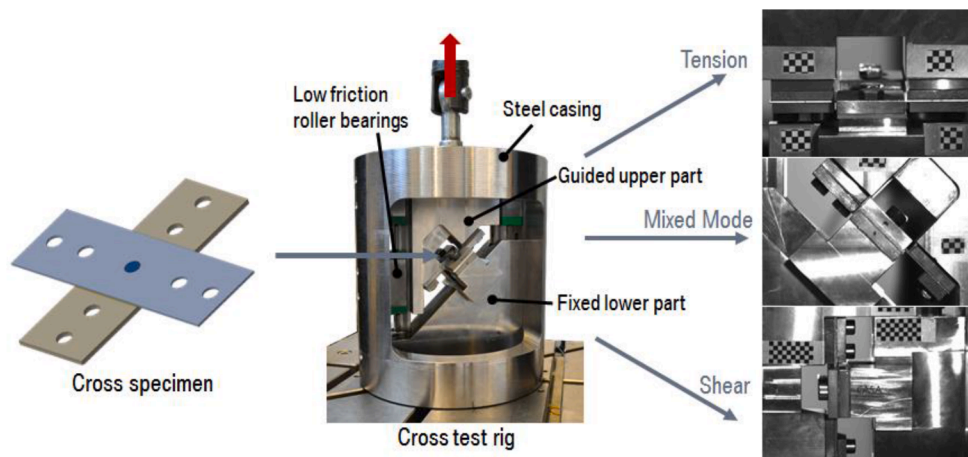 Tension
Low friction
roller bearings
Steel casing
Guided upper part
Mixed Mode
Fixed lower part
Shear
Cross specimen
Cross test rig